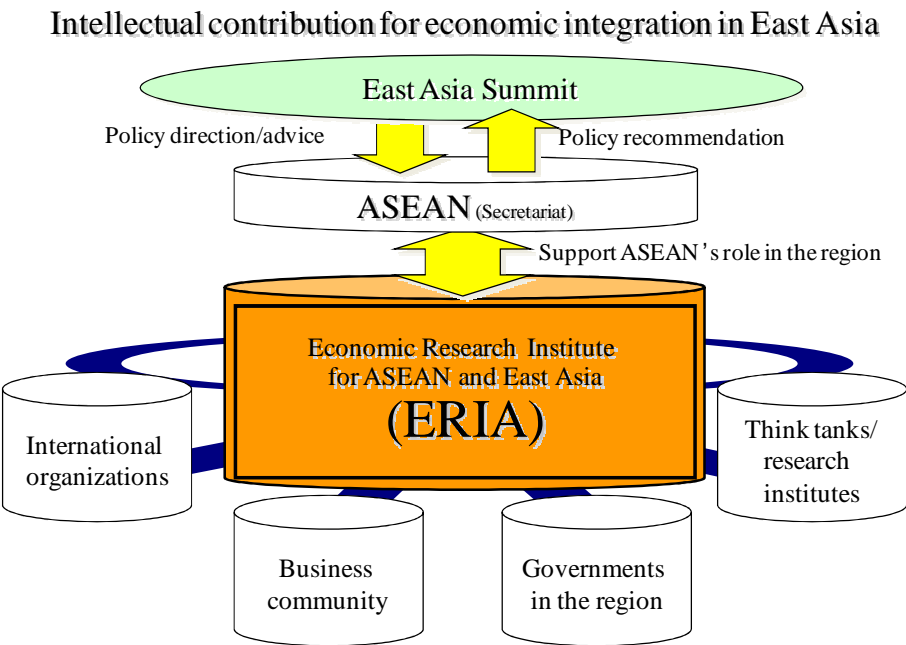 Intellectual contribution for economic integration in East Asia
East Asia Summit
Policy direction/advice
Policy recommendation
ASEAN (Secretariat)
Support ASEAN's role in the region
Economic Research Institute
for ASEAN and East Asia
(ERIA)
International
organizations
Think tanks/
research
institutes
Business
community
Governments
in the region